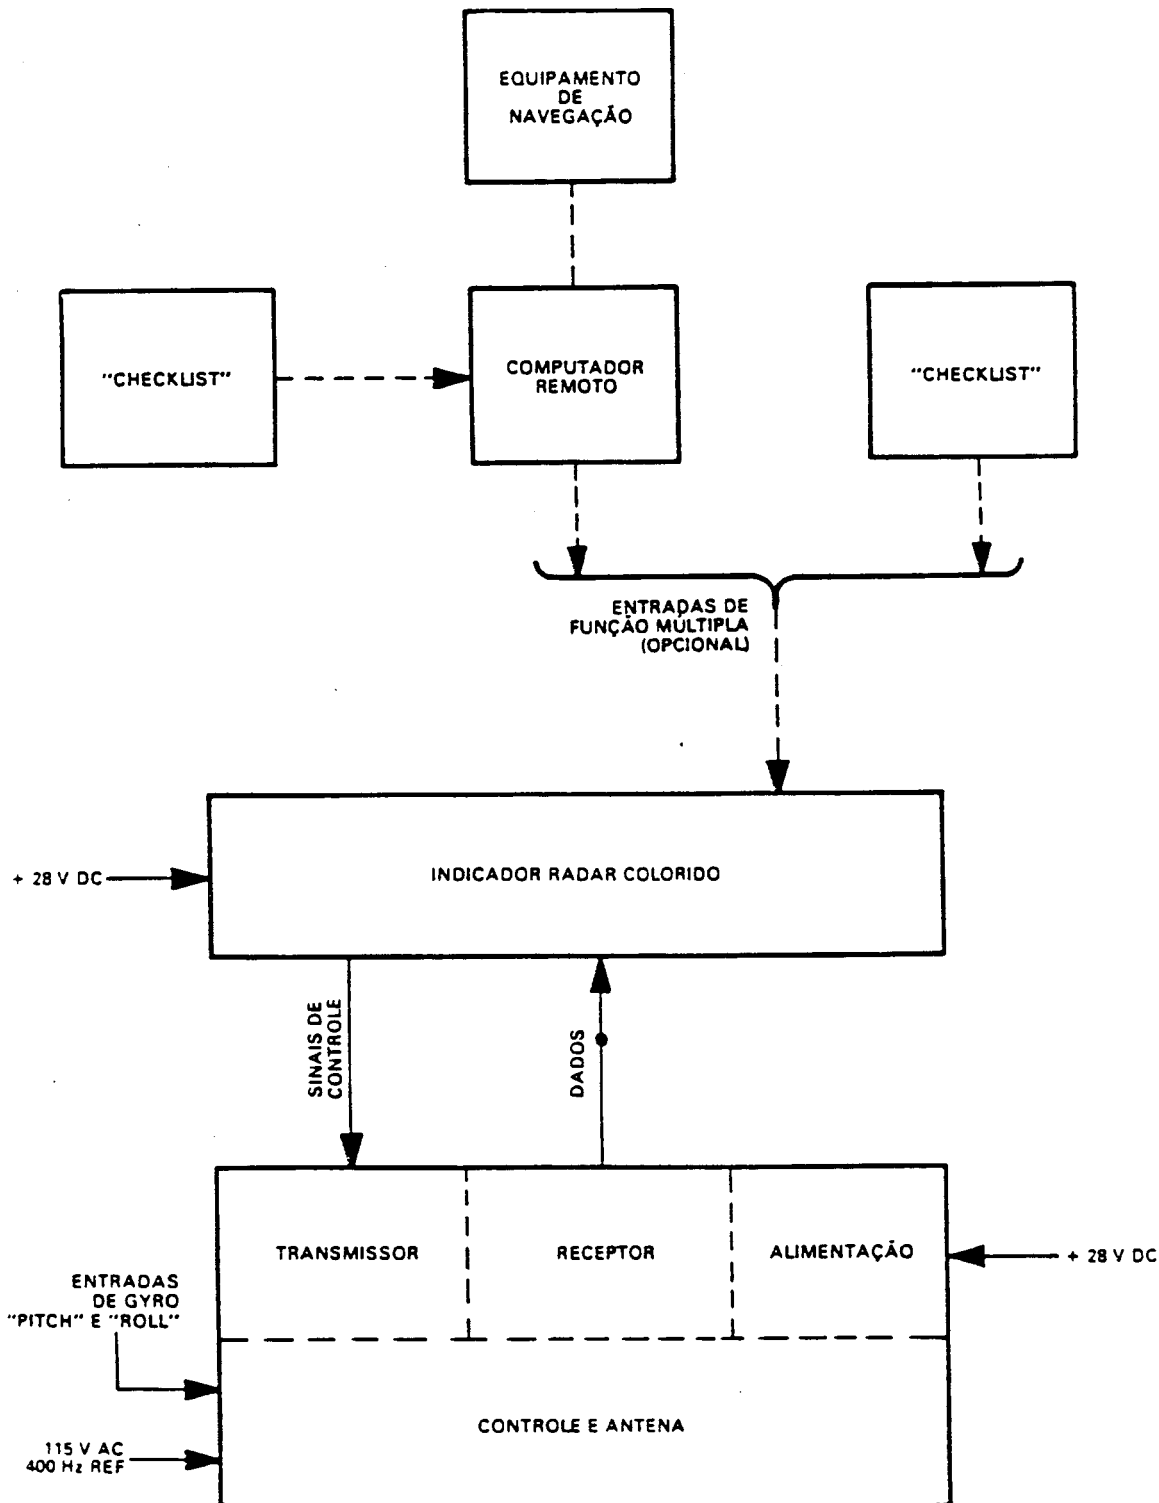 EQUIPAMENTO
DE
NAVEGAÇÃO
"CHECKLIST"
COMPUTADOR
REMOTO
"CHECKLIST"
ENTRADAS DE
FUNÇÃO MÚLTIPLA
(OPCIONAL)
+ 28 V DC
INDICADOR RADAR COLORIDO
SINAIS DE
CONTROLE
DADOS
TRANSMISSOR
RECEPTOR
ALIMENTAÇÃO
+ 28 V DC
ENTRADAS
DE GYRO
"PITCH" E "ROLL"
CONTROLE E ANTENA
115 V AC
400 Hz REF